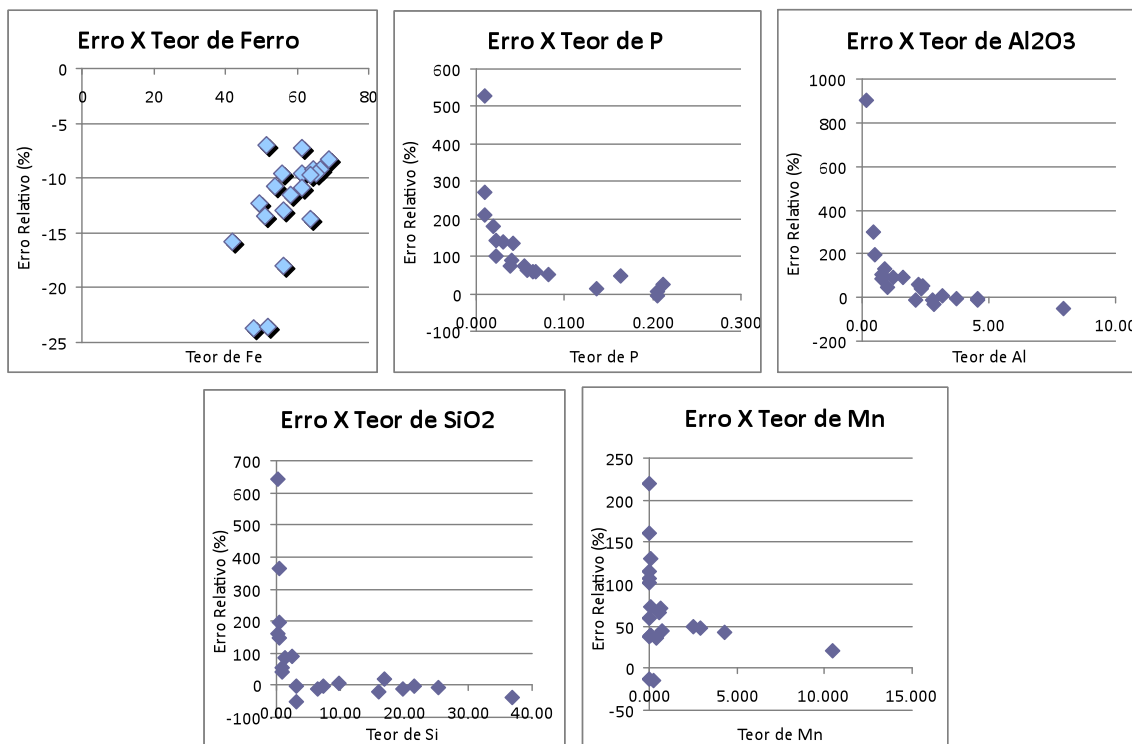 Erro X Teor de Ferro
0
0 20 40 60 80
-5
-10
-15
-20
-25
Erro Relativo (%)
Teor de Fe
Erro X Teor de P
600
500
400
300
200
100
0
-100
0.000 0.100 0.200 0.300
Erro Relativo (%)
Teor de P
Erro X Teor de Al2O3
1000
800
600
400
200
0
-200
0.00 5.00 10.00
Erro Relativo (%)
Teor de Al
Erro X Teor de SiO2
700
600
500
400
300
200
100
0
-100
0.00 10.00 20.00 30.00 40.00
Erro Relativo (%)
Teor de Si
Erro X Teor de Mn
250
200
150
100
50
0
-50
0.000 5.000 10.000 15.000
Erro Relativo (%)
Teor de Mn